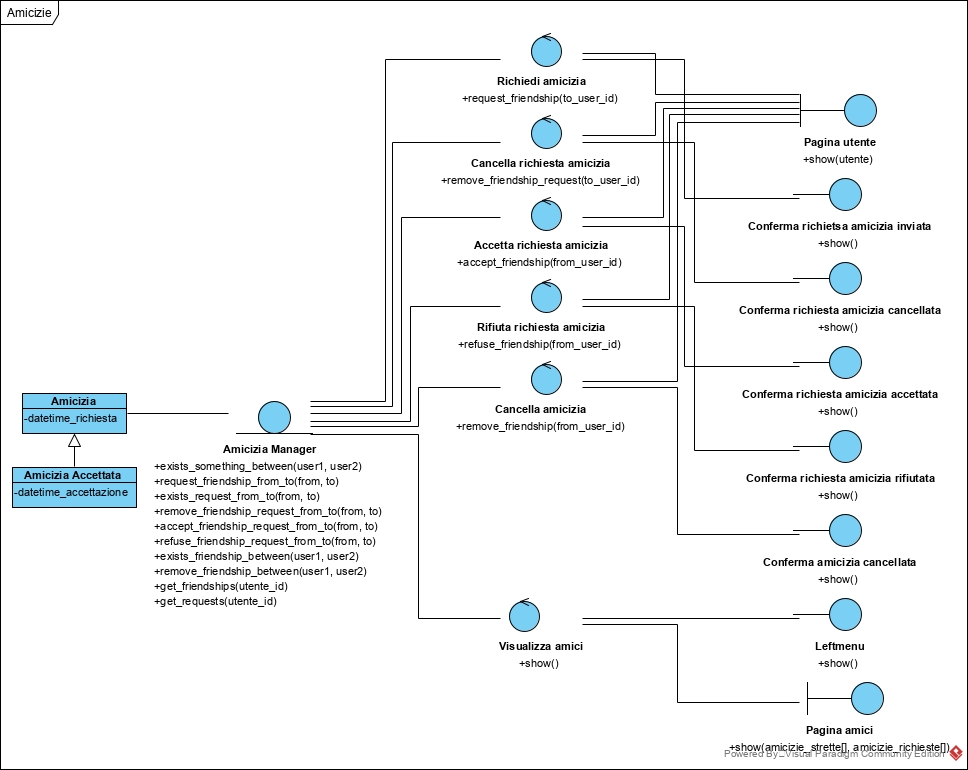 Amicizie
Richiedi amicizia
+request_friendship(to_user_id)
Cancella richiesta amicizia
+remove_friendship_request(to_user_id)
Accetta richiesta amicizia
+accept_friendship(from_user_id)
Rifiuta richiesta amicizia
+refuse_friendship(from_user_id)
Cancella amicizia
+remove_friendship(from_user_id)
Pagina utente
+show(utente)
Conferma richietsa amicizia inviata
+show()
Conferma richiesta amicizia cancellata
+show()
Conferma richiesta amicizia accettata
+show()
Conferma richiesta amicizia rifiutata
+show()
Conferma amicizia cancellata
+show()
Amicizia
-datetime_richiesta
Amicizia Accettata
-datetime_accettazione
Amicizia Manager
+exists_something_between(user1, user2)
+request_friendship_from_to(from, to)
+exists_request_from_to(from, to)
+remove_friendship_request_from_to(from, to)
+accept_friendship_request_from_to(from, to)
+refuse_friendship_request_from_to(from, to)
+exists_friendship_between(user1, user2)
+remove_friendship_between(user1, user2)
+get_friendships(utente_id)
+get_requests(utente_id)
Visualizza amici
+show()
Leftmenu
+show()
Pagina amici
+show(amicizie_strette[], amicizie_richieste[])
Powered By Visual Paradigm Community Edition